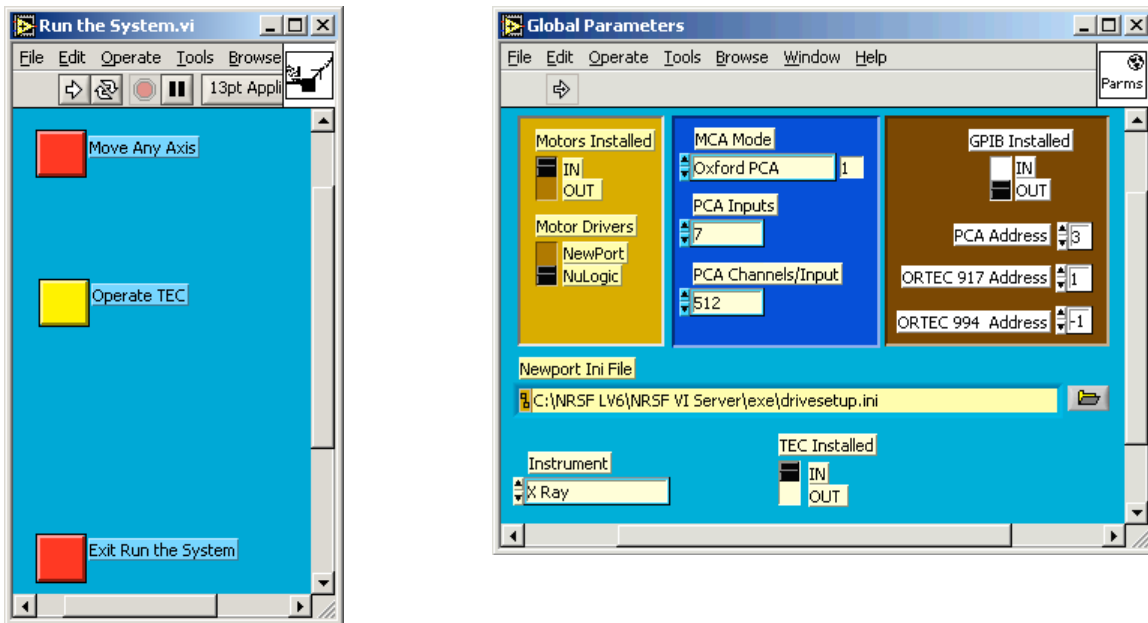 Run the System.vi
File Edit Operate Tools Browse
13pt Appli
Move Any Axis
Operate TEC
Exit Run the System
Global Parameters
File Edit Operate Tools Browse Window Help
Parms
Motors Installed
IN
OUT
Motor Drivers
NewPort
NuLogic
MCA Mode
Oxford PCA 1
PCA Inputs
7
PCA Channels/Input
512
GPIB Installed
IN
OUT
PCA Address 3
ORTEC 917 Address 1
ORTEC 994 Address -1
Newport Ini File
C:\NRSF LV6\NRSF VI Server\exe\drivesetup.ini
Instrument
X Ray
TEC Installed
IN
OUT